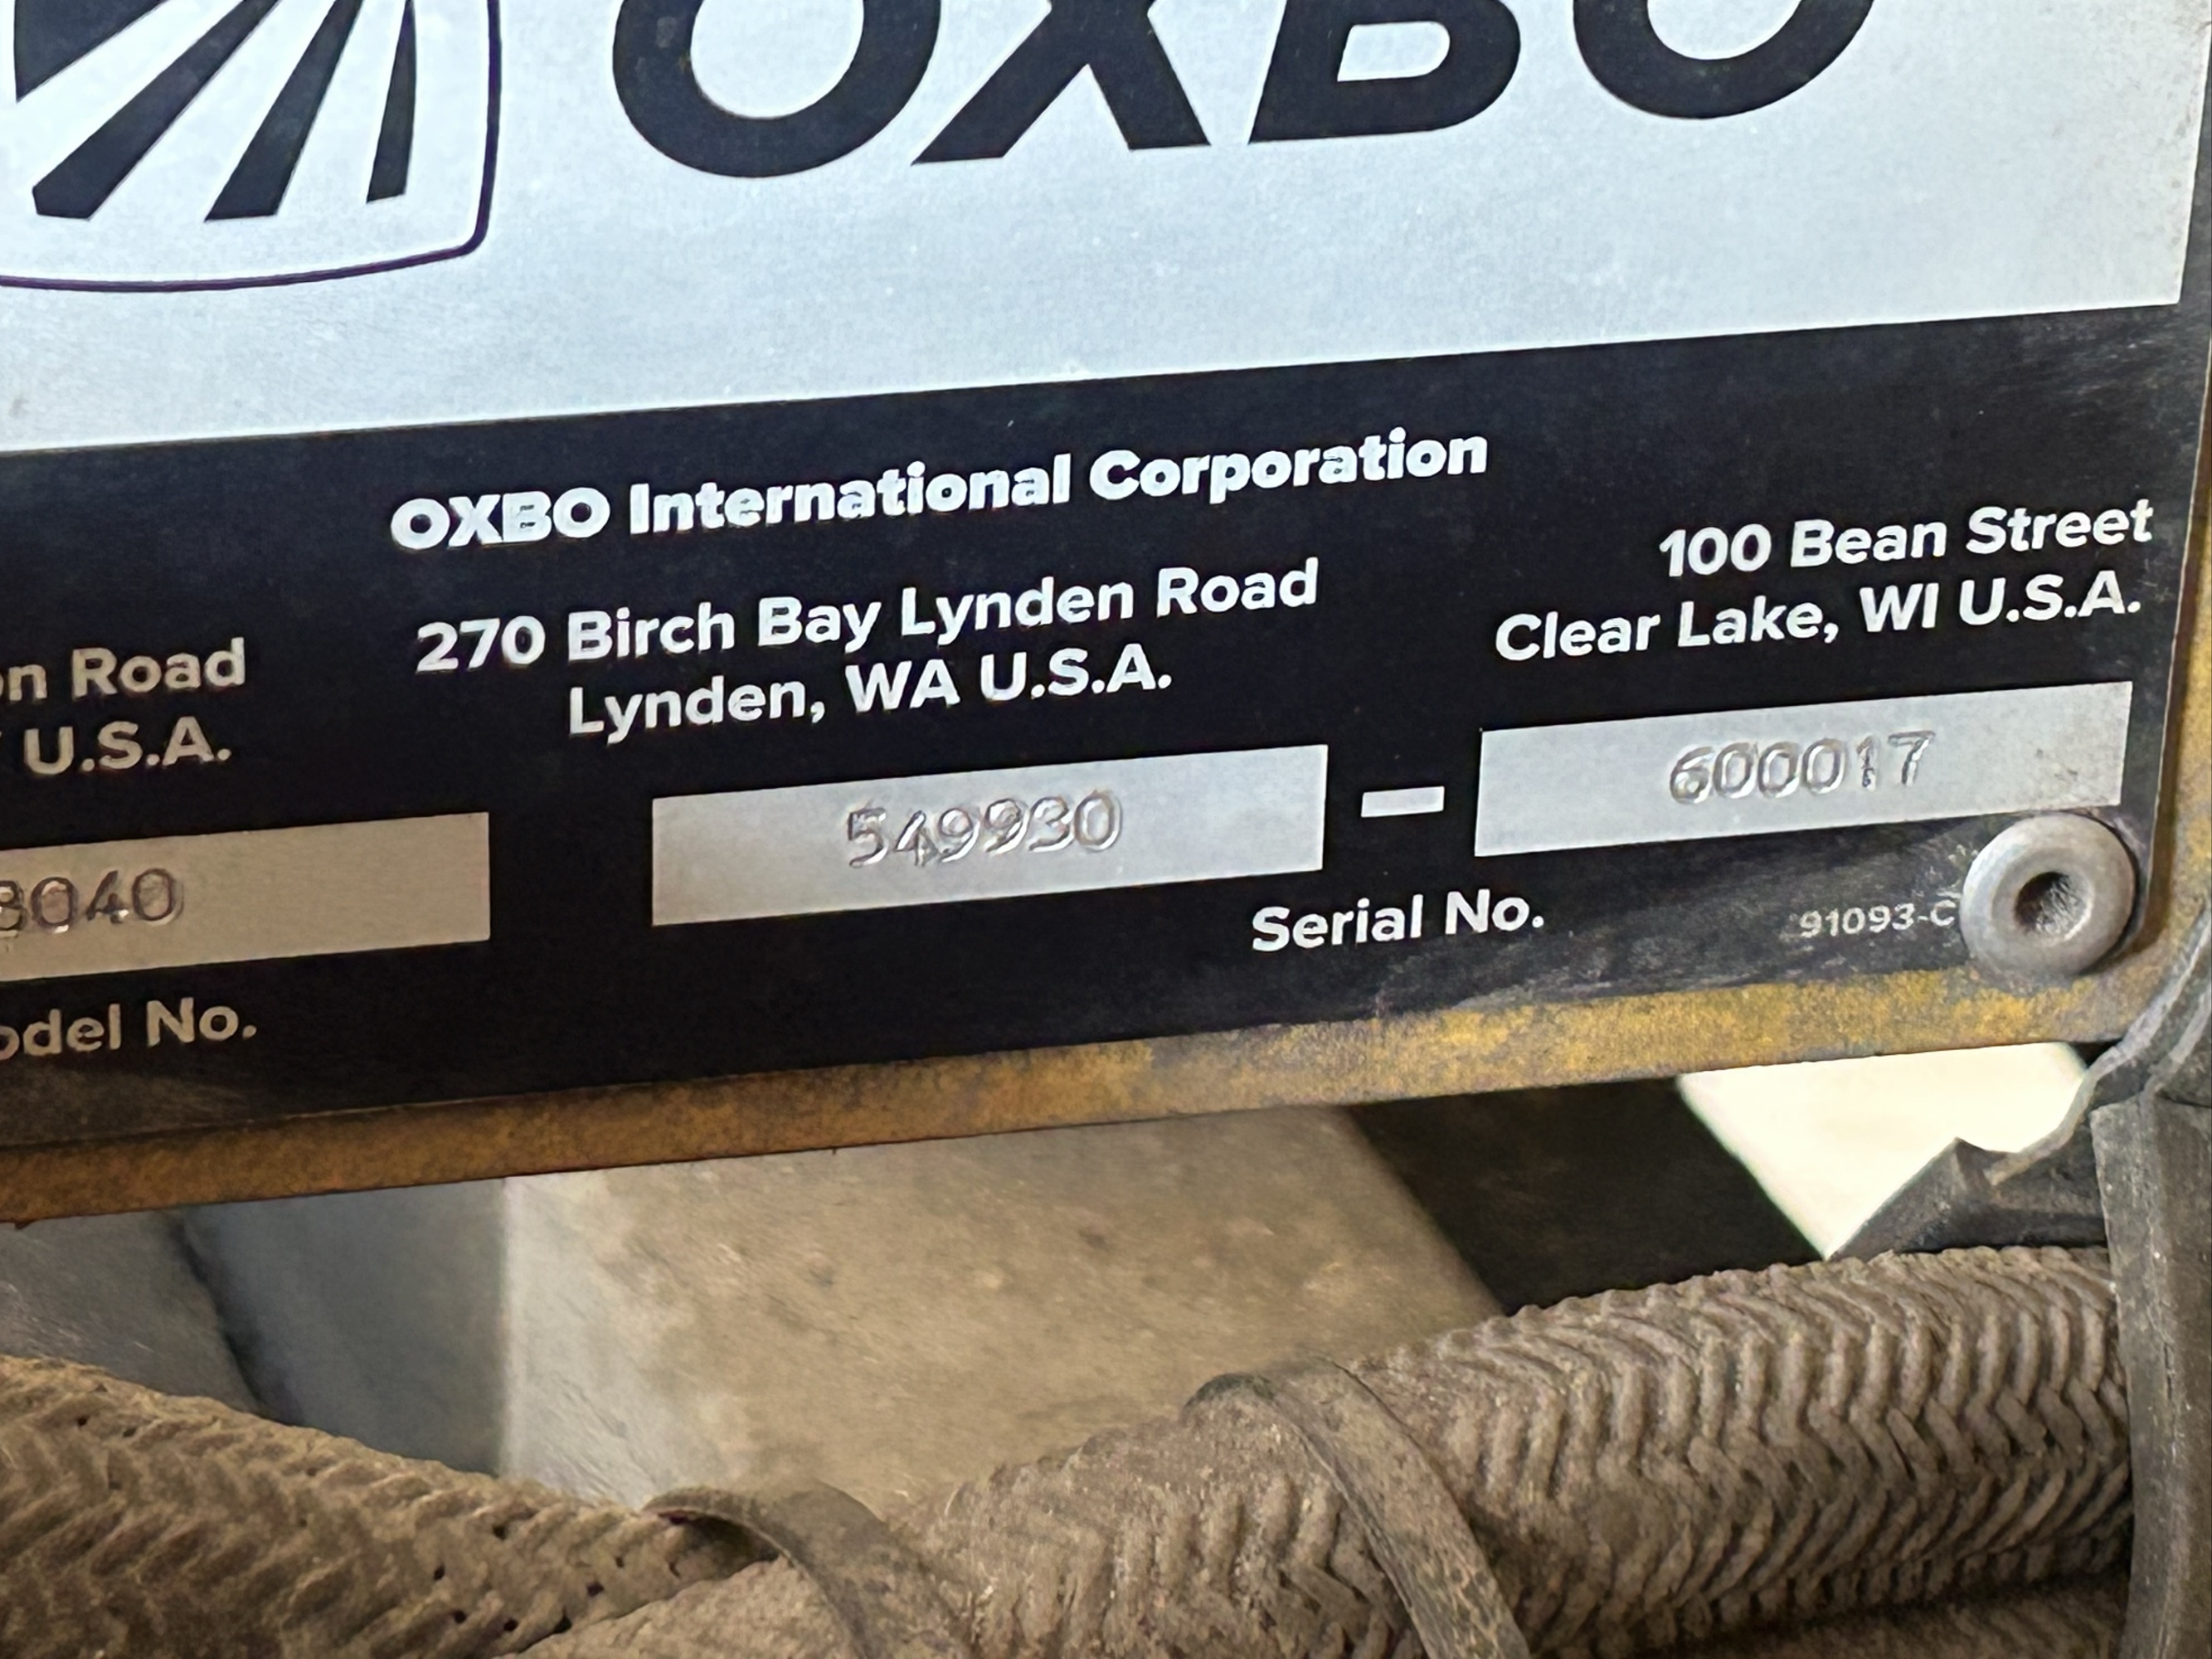 OXBO
OXBO International Corporation
on Road
U.S.A.
270 Birch Bay Lynden Road
Lynden, WA U.S.A.
100 Bean Street
Clear Lake, WI U.S.A.
3040
549930
–
600017
odel No.
Serial No.
91093-C